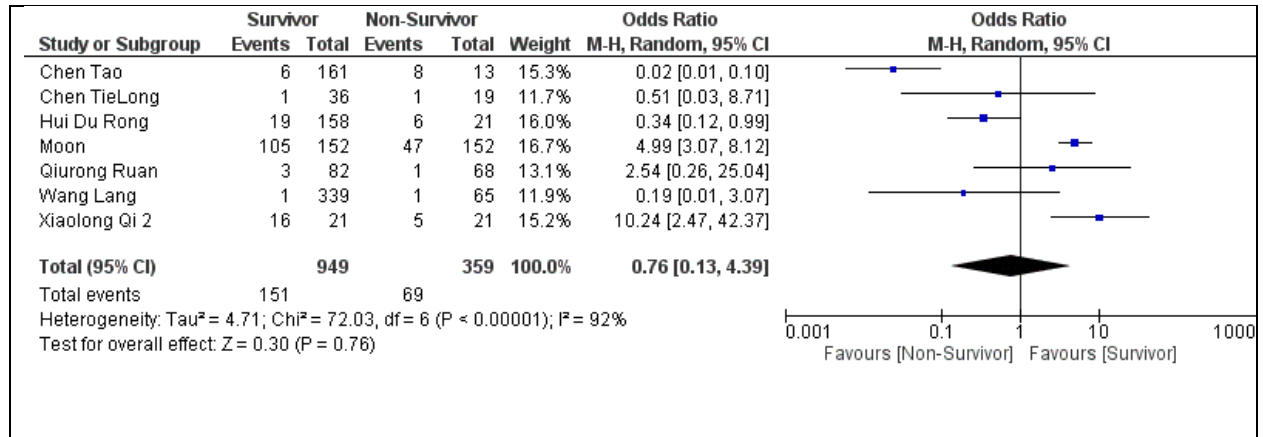 Survivor Non-Survivor Odds Ratio Odds Ratio
Study or Subgroup Events Total Events Total Weight M-H, Random, 95% CI M-H, Random, 95% CI
Chen Tao 6 161 8 13 15.3% 0.02 [0.01, 0.10]
Chen TieLong 1 36 1 19 11.7% 0.51 [0.03, 8.71]
Hui Du Rong 19 158 6 21 16.0% 0.34 [0.12, 0.99]
Moon 105 152 47 152 16.7% 4.99 [3.07, 8.12]
Qiurong Ruan 3 82 1 68 13.1% 2.54 [0.26, 25.04]
Wang Lang 1 339 1 65 11.9% 0.19 [0.01, 3.07]
Xiaolong Qi 2 16 21 5 21 15.2% 10.24 [2.47, 42.37]
Total (95% CI) 949 359 100.0% 0.76 [0.13, 4.39]
Total events 151 69
Heterogeneity: Tau² = 4.71; Chi² = 72.03, df = 6 (P < 0.00001); I² = 92%
Test for overall effect: Z = 0.30 (P = 0.76)
0.001 0.1 1 10 1000
Favours [Non-Survivor] Favours [Survivor]